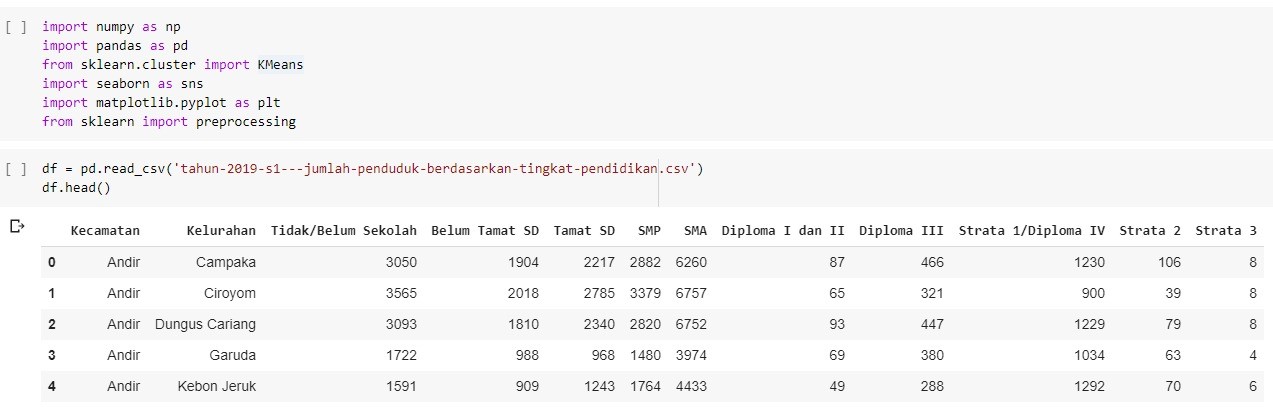 [ ] import numpy as np
import pandas as pd
from sklearn.cluster import KMeans
import seaborn as sns
import matplotlib.pyplot as plt
from sklearn import preprocessing
[ ] df = pd.read_csv('tahun-2019-s1---jumlah-penduduk-berdasarkan-tingkat-pendidikan.csv')
df.head()
Kecamatan Kelurahan Tidak/Belum Sekolah Belum Tamat SD Tamat SD SMP SMA Diploma I dan II Diploma III Strata 1/Diploma IV Strata 2 Strata 3
0 Andir Campaka 3050 1904 2217 2882 6260 87 466 1230 106 8
1 Andir Ciroyom 3565 2018 2785 3379 6757 65 321 900 39 8
2 Andir Dungus Cariang 3093 1810 2340 2820 6752 93 447 1229 79 8
3 Andir Garuda 1722 988 968 1480 3974 69 380 1034 63 4
4 Andir Kebon Jeruk 1591 909 1243 1764 4433 49 288 1292 70 6